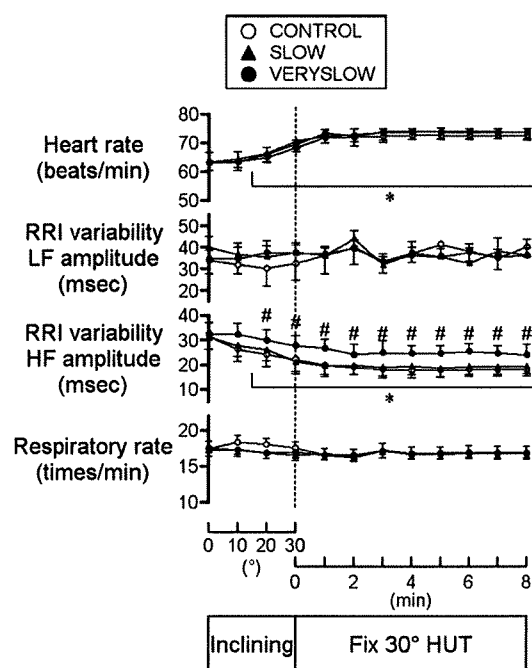 CONTROL
SLOW
VERYSLOW
Heart rate
(beats/min)
80
70
60
50
*
RRI variability
LF amplitude
(msec)
50
40
30
20
RRI variability
HF amplitude
(msec)
40
30
20
10
# # # # # # # # # #
*
Respiratory rate
(times/min)
20
15
10
0 10 20 30
(°)
0 2 4 6 8
(min)
Inclining
Fix 30° HUT